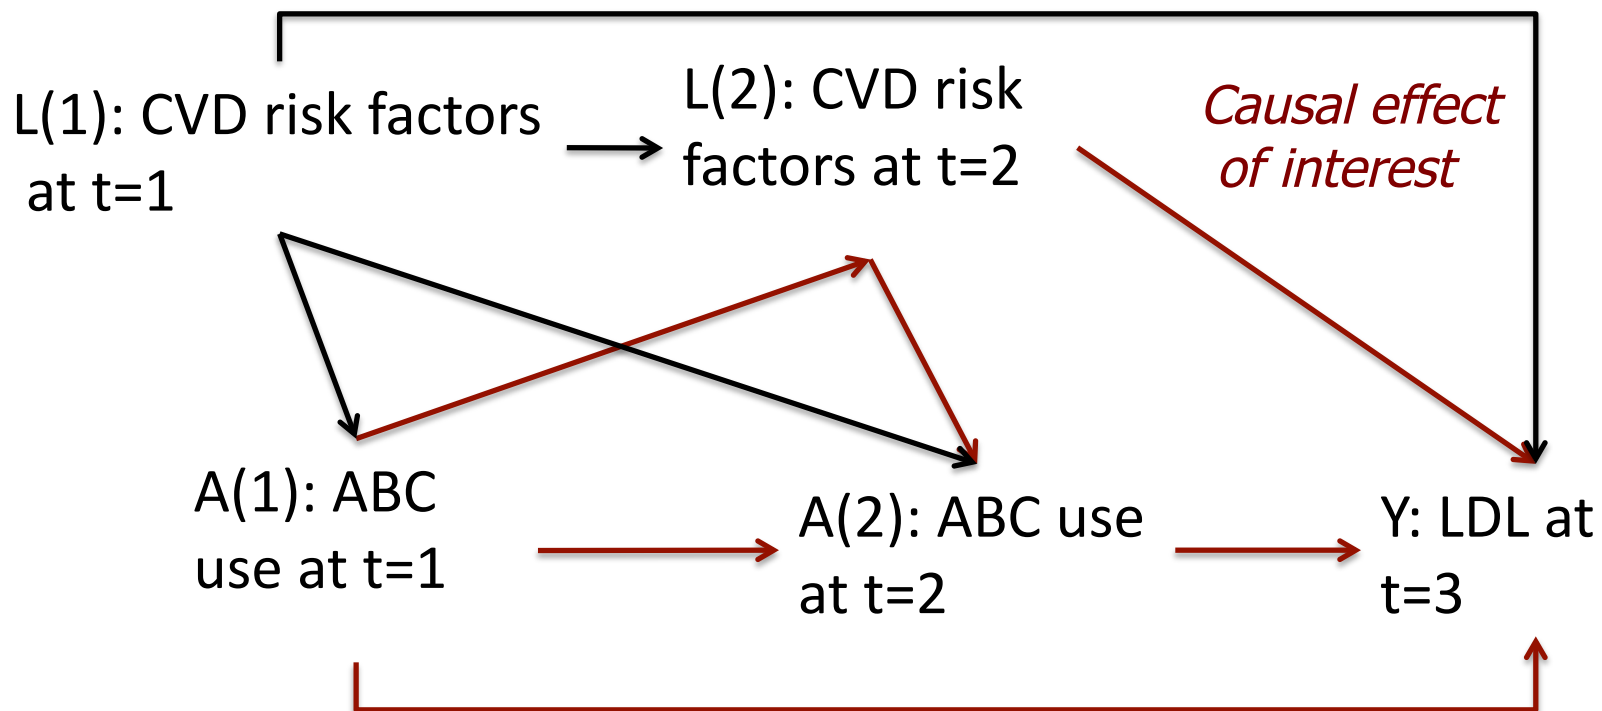 L(1): CVD risk factors
at t=1
L(2): CVD risk
factors at t=2
Causal effect
of interest
A(1): ABC
use at t=1
A(2): ABC use
at t=2
Y: LDL at
t=3